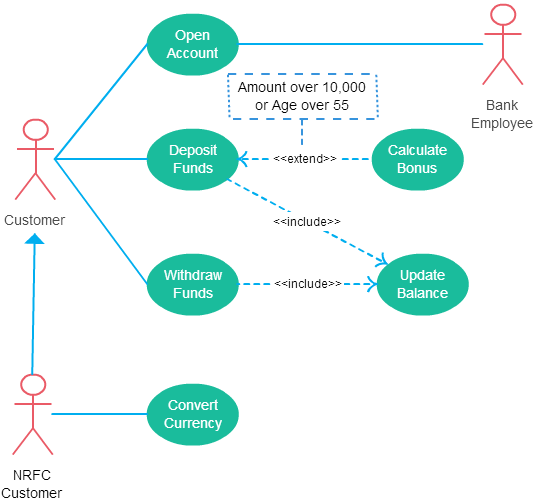 Open
Account
Bank
Employee
Amount over 10,000
or Age over 55
Customer
Deposit
Funds
<<extend>>
Calculate
Bonus
<<include>>
Withdraw
Funds
<<include>>
Update
Balance
NRFC
Customer
Convert
Currency